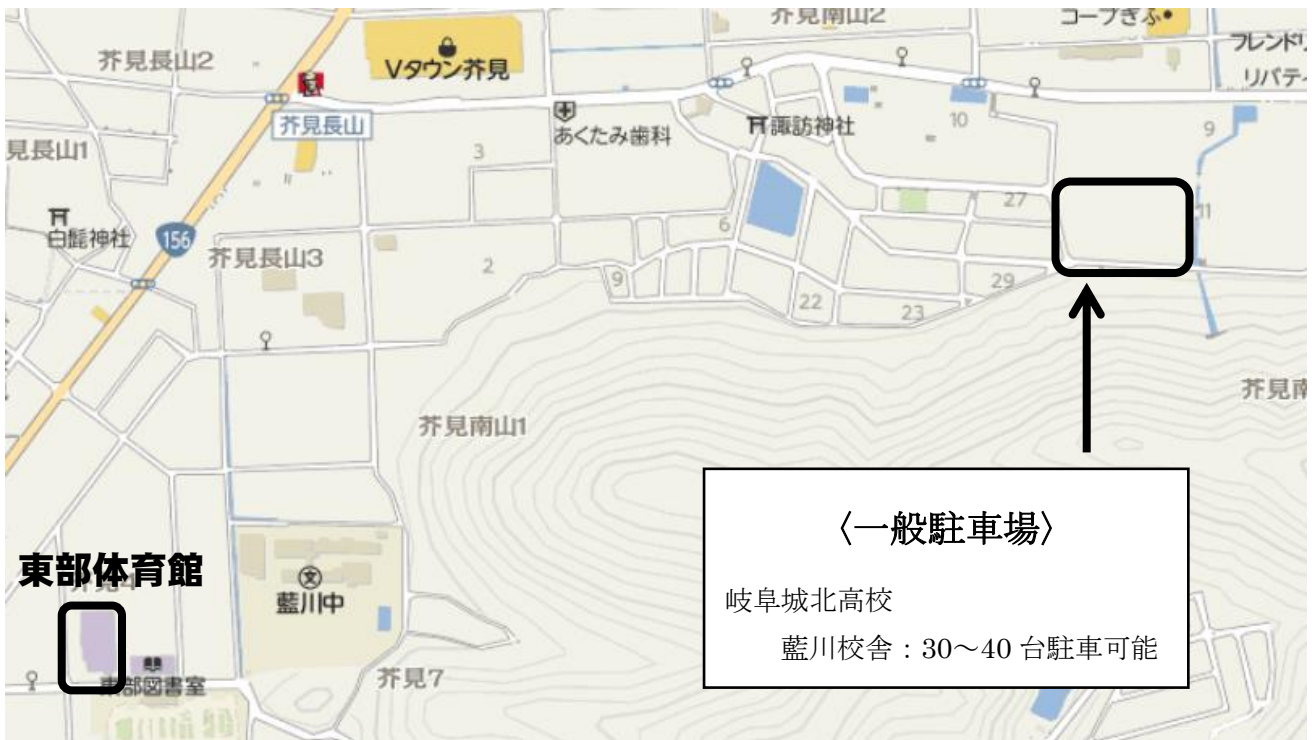 芥見南山2
コープぎふ
フレンドリ
リバティ
芥見長山2
Vタウン芥見
芥見長山
あくたみ歯科
諏訪神社
10
9
見長山1
3
27
11
白髭神社
156
芥見長山3
6
2
9
29
22
23
芥見南
芥見南山1
〈一般駐車場〉
岐阜城北高校
藍川校舎：30～40 台駐車可能
東部体育館
芥見4
文
藍川中
芥見7
東部図書室